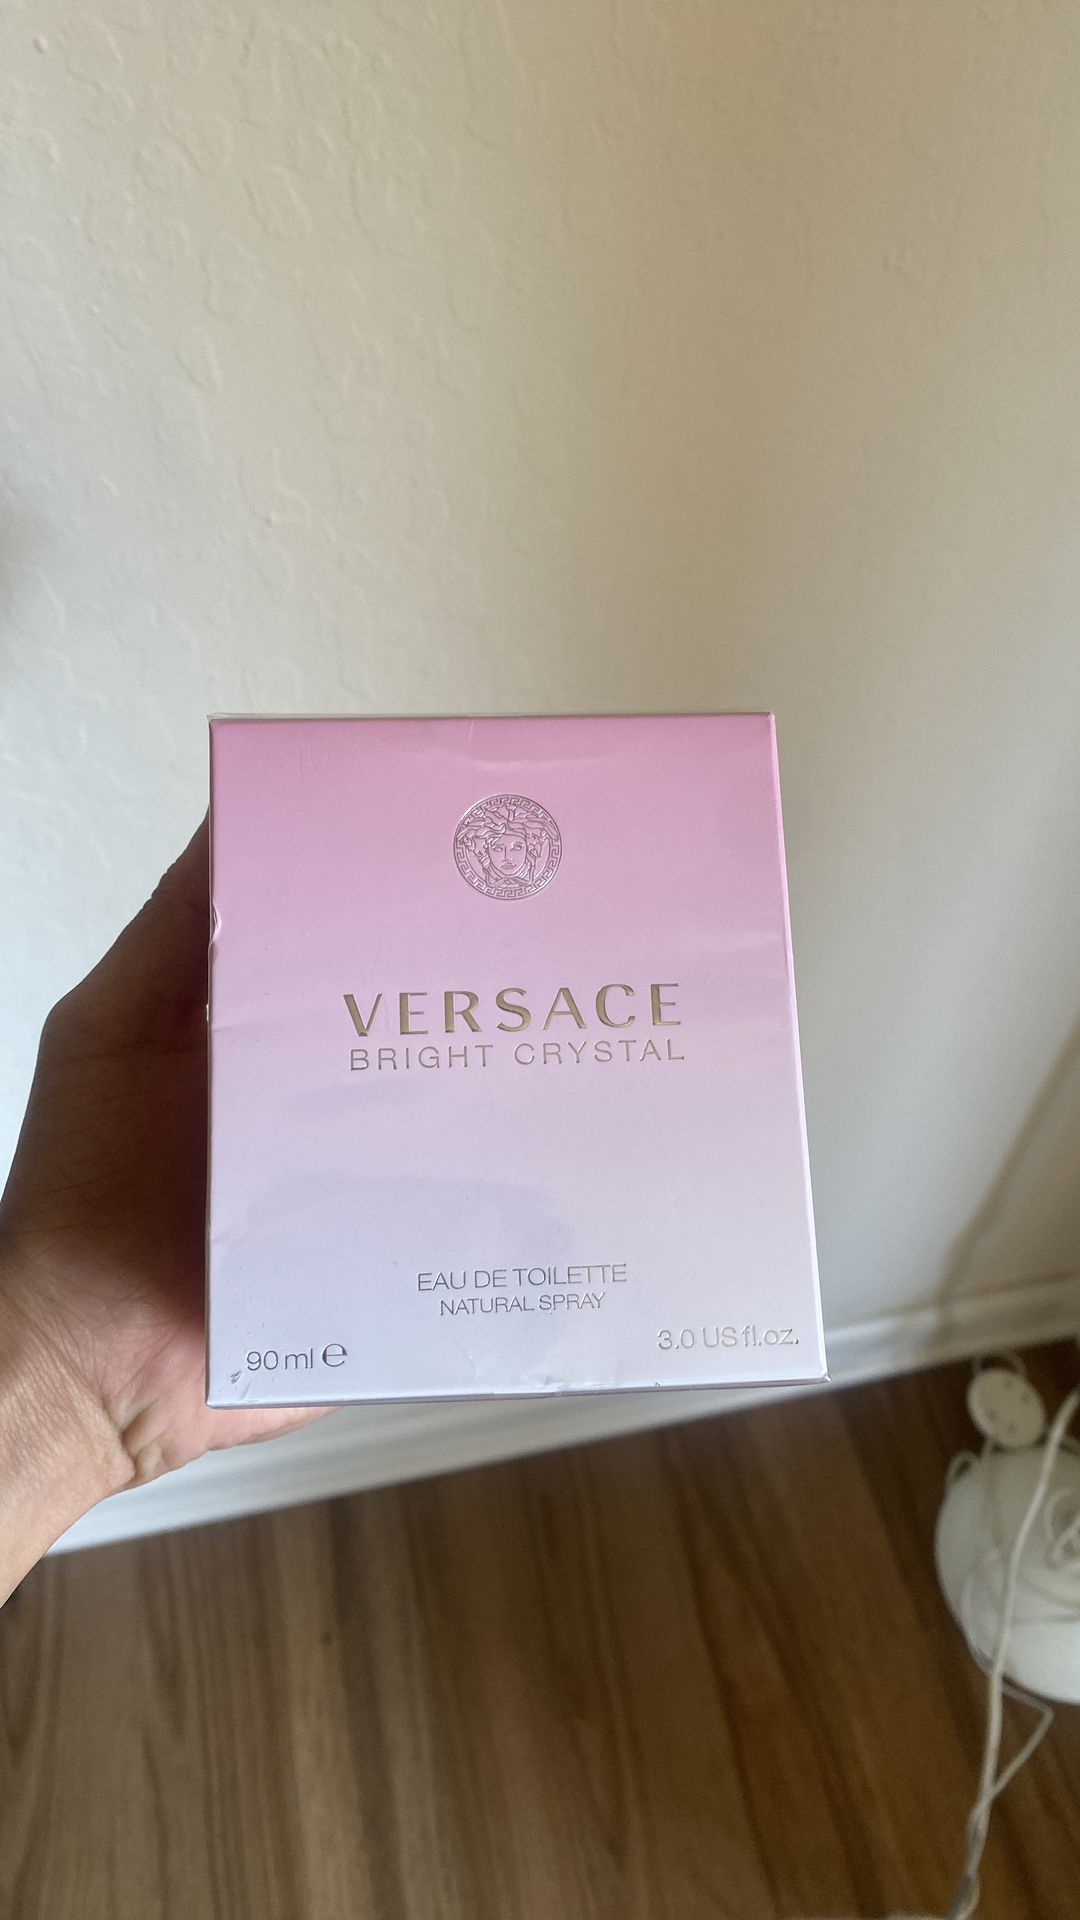 VERSACE
BRIGHT CRYSTAL
EAU DE TOILETTE
NATURAL SPRAY
90 ml ℮
3.0 US fl.oz.